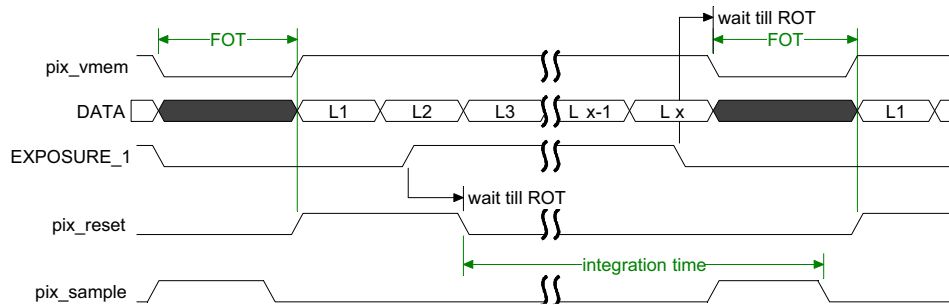 wait till ROT
FOT
FOT
pix_vmem
DATA
L1
L2
L3
L x-1
L x
L1
EXPOSURE_1
wait till ROT
pix_reset
integration time
pix_sample